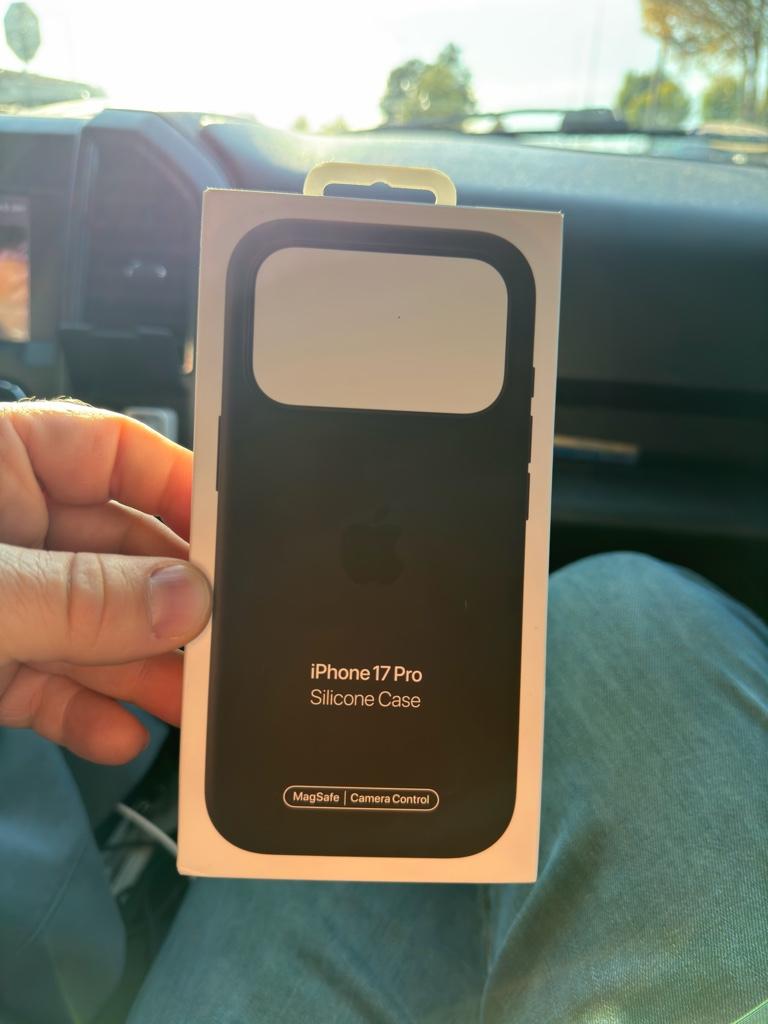 iPhone 17 Pro
Silicone Case
MagSafe | Camera Control